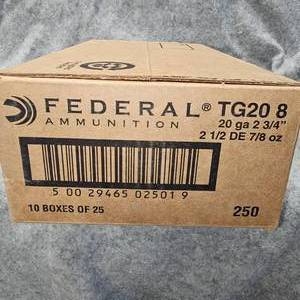 FEDERAL® TG20 8
AMMUNITION 20 ga 2 3/4"
2 1/2 DE 7/8 oz
5 00 29465 02501 9
10 BOXES OF 25 250